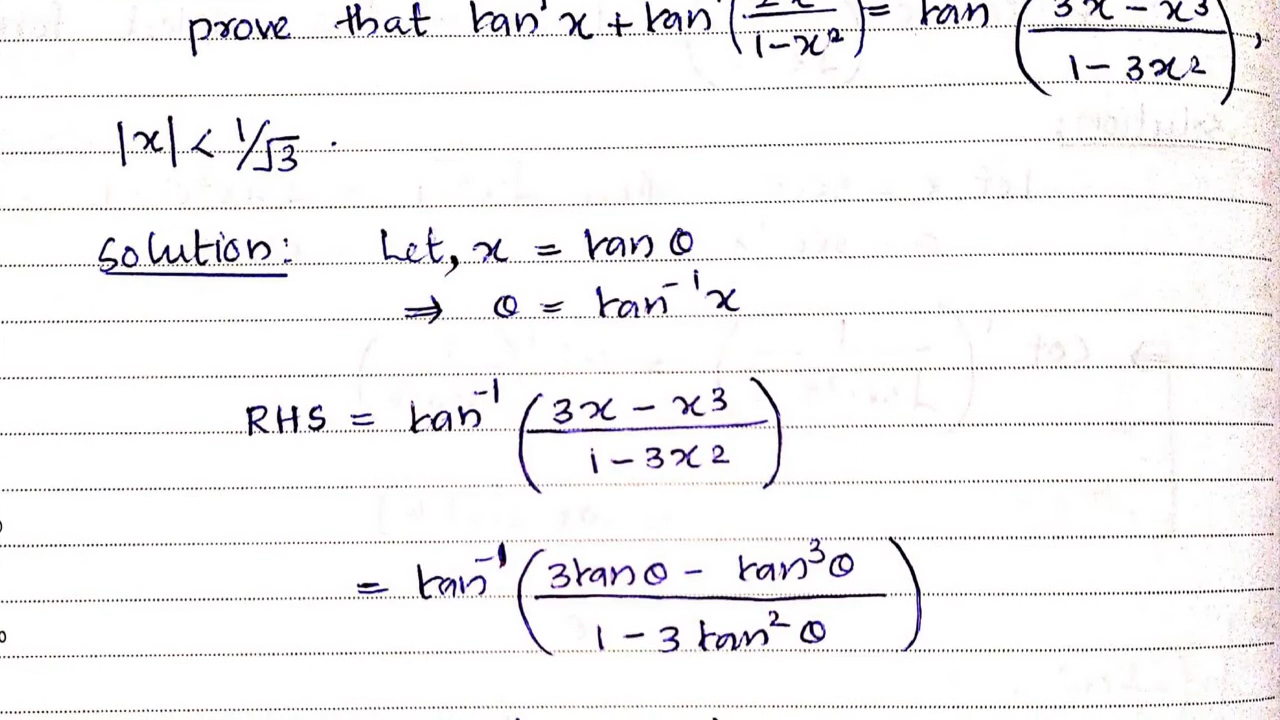 prove that tan⁻¹x + tan⁻¹(2x/(1-x²)) = tan⁻¹((3x - x³)/(1 - 3x²)),
|x| < 1/√3 .
Solution: Let, x = tan θ
⇒ θ = tan⁻¹x
RHS = tan⁻¹((3x - x3)/(1 - 3x2))
= tan⁻¹((3tanθ - tan³θ)/(1 - 3 tan²θ))